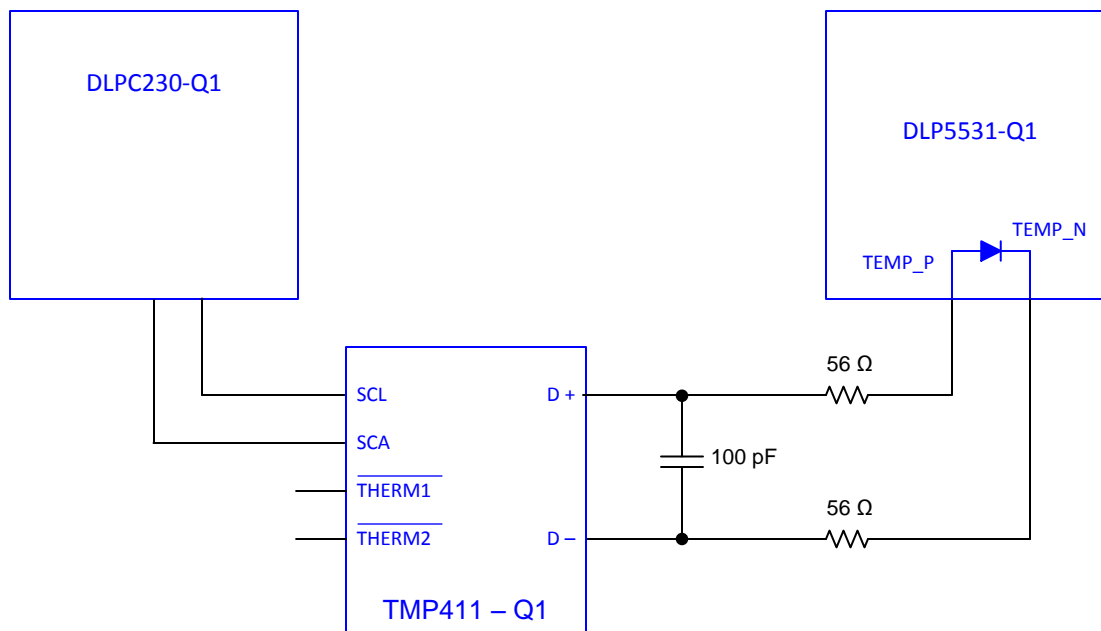 DLPC230-Q1
DLP5531-Q1
TEMP_N
TEMP_P
56 Ω
SCL
D +
SCA
100 pF
THERM1
56 Ω
THERM2
D –
TMP411 – Q1